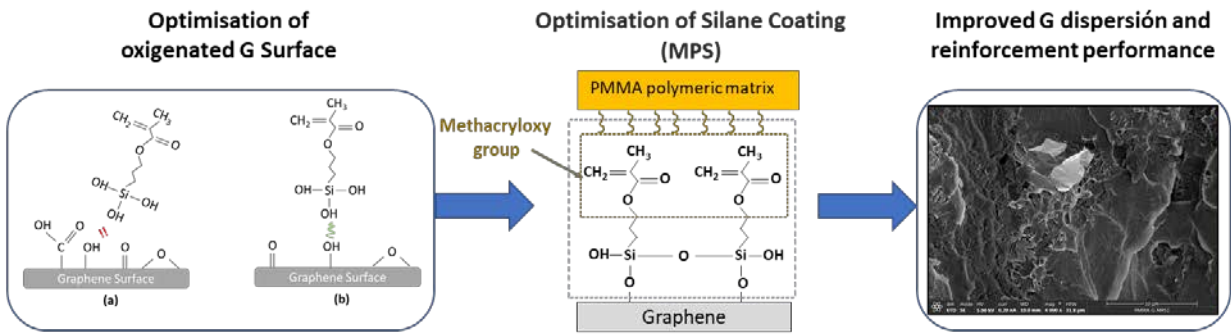 Optimisation of
oxigenated G Surface
CH₃
CH₂
O
O
OH
Si
OH
OH
OH
O
OH
O
O
C
Graphene Surface
(a)
CH₃
CH₂
O
O
Si
OH
OH
OH
O
OH
O
Graphene Surface
(b)
Optimisation of Silane Coating
(MPS)
PMMA polymeric matrix
Methacryloxy
group
CH₃
CH₃
CH₂
O
CH₂
O
O
O
OH
Si
O
Si
OH
O
O
Graphene
Improved G dispersión and
reinforcement performance